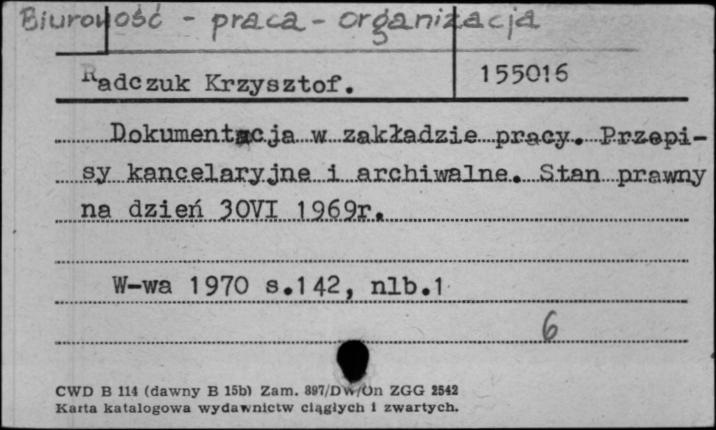 Biurowość - praca - organizacja
Radczuk Krzysztof.
155016
Dokumentacja w zakładzie pracy. Przepi-
sy kancelaryjne i archiwalne. Stan prawny
na dzień 30VI 1969r.
W-wa 1970 s.142, nlb.1
6
CWD B 114 (dawny B 15b) Zam. 897/DW/On ZGG 2542
Karta katalogowa wydawnictw ciągłych i zwartych.